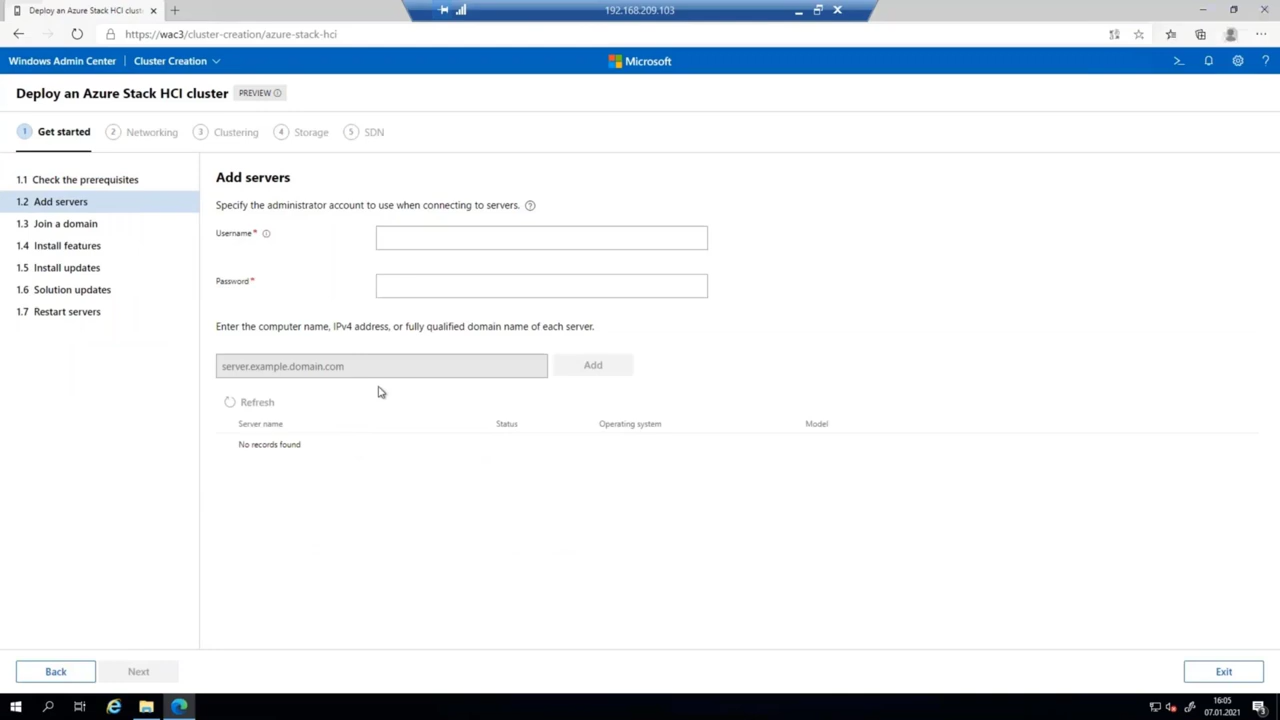 Deploy an Azure Stack HCI clust
192.168.209.103
https://wac3/cluster-creation/azure-stack-hci
Windows Admin Center
Cluster Creation
Microsoft
Deploy an Azure Stack HCI cluster
PREVIEW
1 Get started
2 Networking
3 Clustering
4 Storage
5 SDN
1.1 Check the prerequisites
1.2 Add servers
1.3 Join a domain
1.4 Install features
1.5 Install updates
1.6 Solution updates
1.7 Restart servers
Add servers
Specify the administrator account to use when connecting to servers.
Username *
Password *
Enter the computer name, IPv4 address, or fully qualified domain name of each server.
server.example.domain.com
Add
Refresh
Server name Status Operating system Model
No records found
Back
Next
Exit
16:05
07.01.2021
3